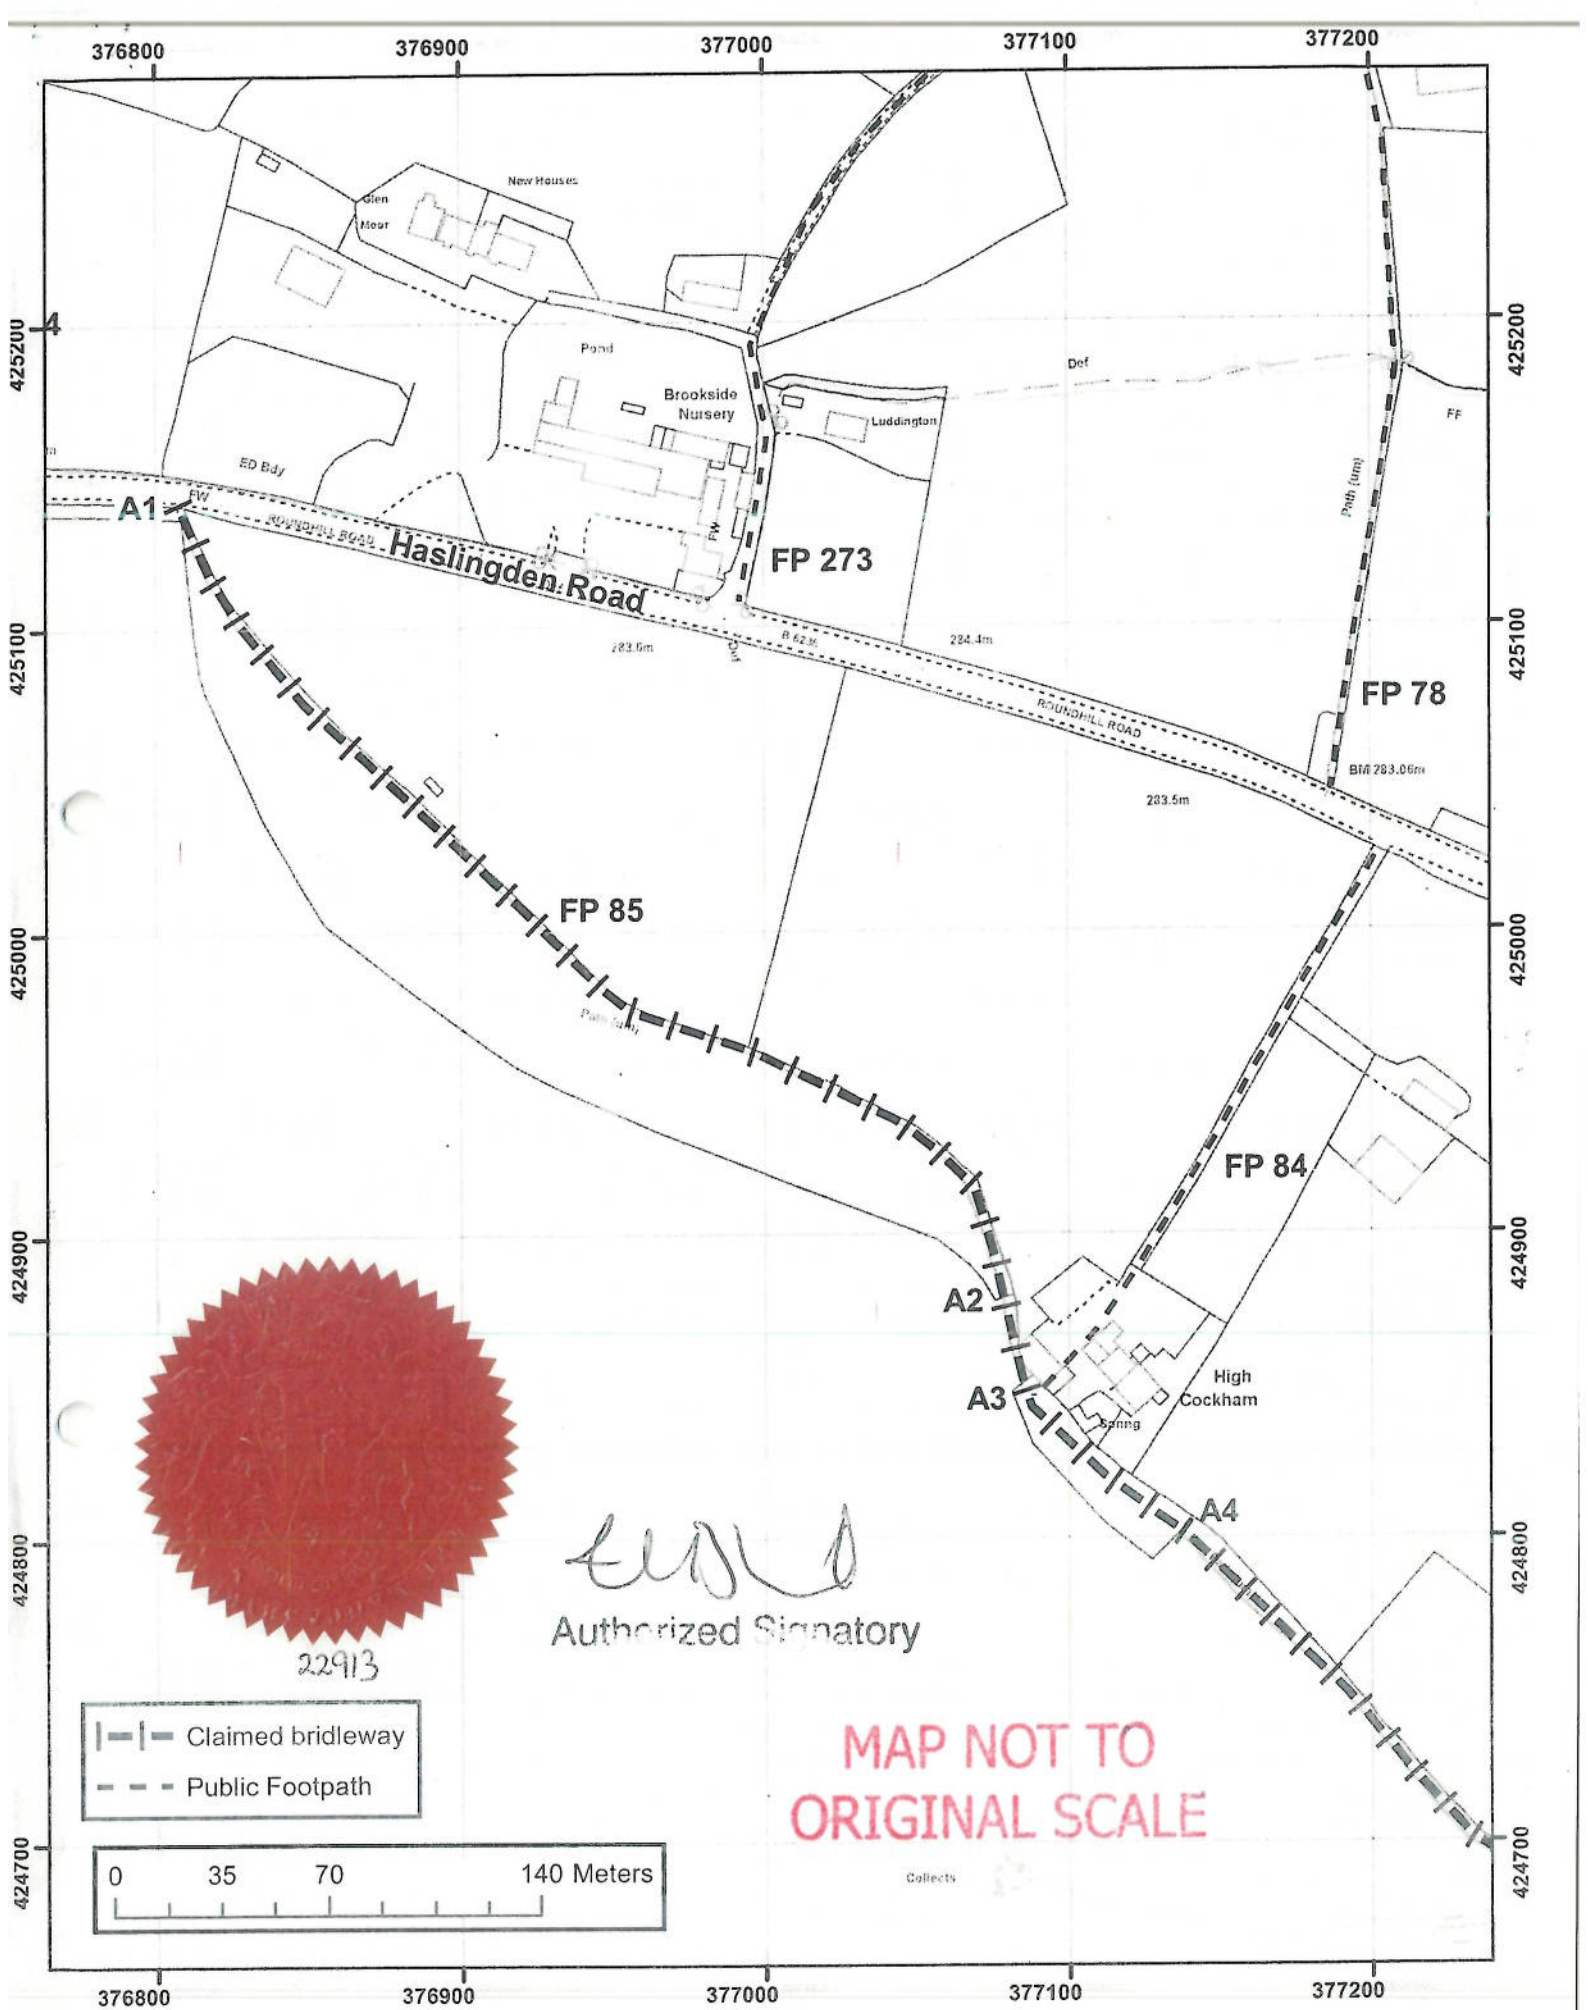 376800 376900 377000 377100 377200
New Houses
Glen
Moor
425200
4
425200
Pond
Def
Brookside
Nursery
Luddington
FF
ED Bdy
Path (um)
A1
FW
ROUNDHILL ROAD
Haslingden Road
FW
FP 273
425100
283.6m
284.4m
425100
ROUNDHILL ROAD
FP 78
BM 283.06m
283.5m
FP 85
425000
425000
Path (um)
FP 84
424900
424900
A2
A3
High
Cockham
Spring
A4
424800
424800
Authorized Signatory
22913
Claimed bridleway
Public Footpath
MAP NOT TO
ORIGINAL SCALE
424700
0 35 70 140 Meters
Collects
424700
376800 376900 377000 377100 377200